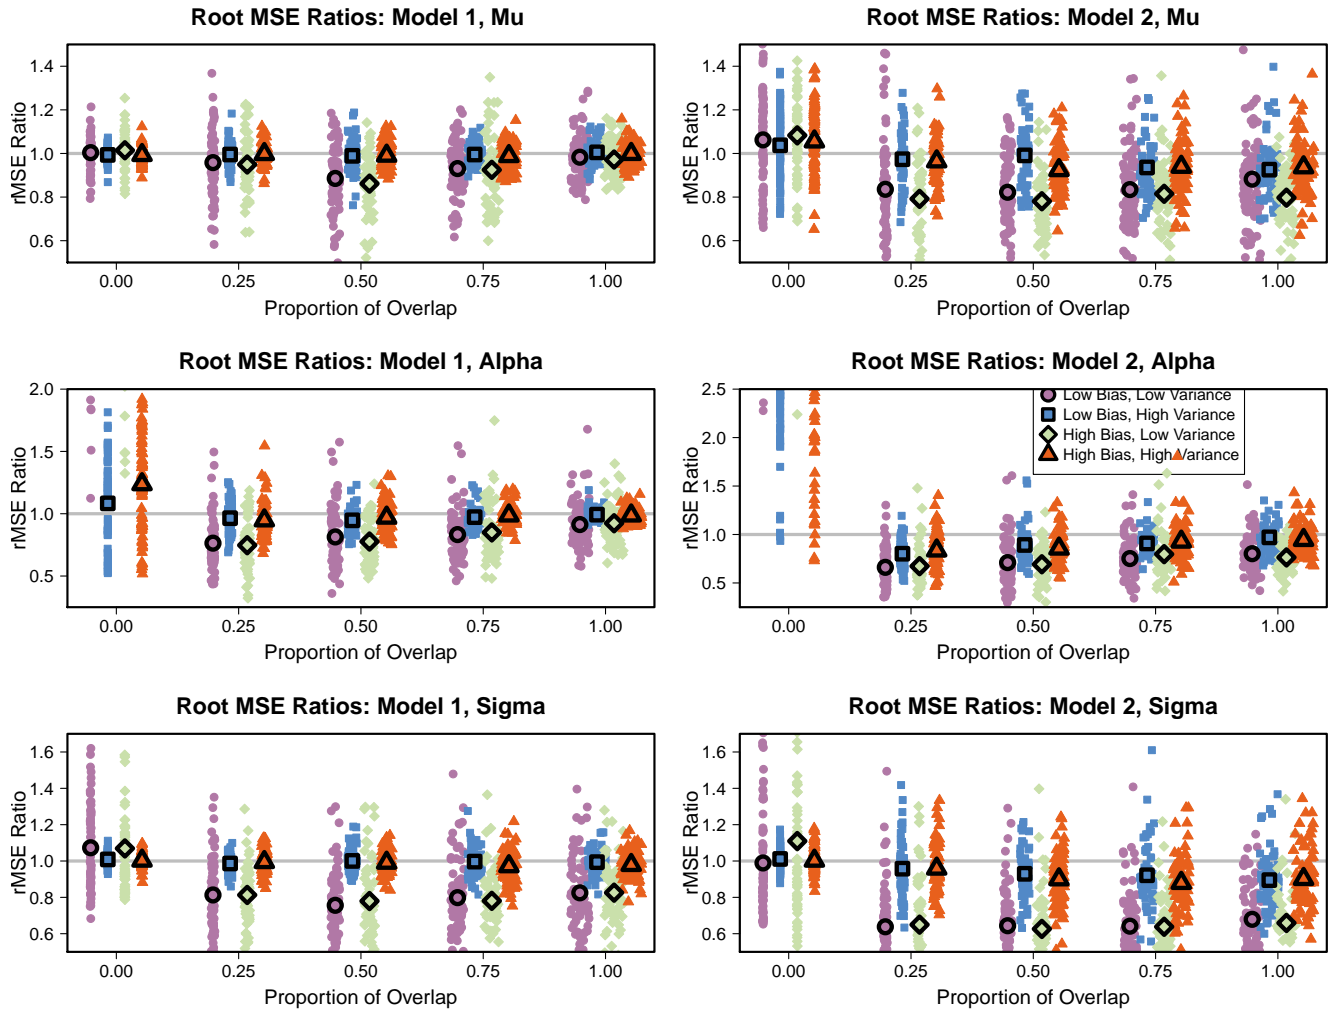 Root MSE Ratios: Model 1, Mu
rMSE Ratio
1.4
1.2
1.0
0.8
0.6
0.00 0.25 0.50 0.75 1.00
Proportion of Overlap
Root MSE Ratios: Model 2, Mu
rMSE Ratio
1.4
1.2
1.0
0.8
0.6
0.00 0.25 0.50 0.75 1.00
Proportion of Overlap
Root MSE Ratios: Model 1, Alpha
rMSE Ratio
2.0
1.5
1.0
0.5
0.00 0.25 0.50 0.75 1.00
Proportion of Overlap
Root MSE Ratios: Model 2, Alpha
rMSE Ratio
2.5
2.0
1.5
1.0
0.5
Low Bias, Low Variance
Low Bias, High Variance
High Bias, Low Variance
High Bias, High Variance
0.00 0.25 0.50 0.75 1.00
Proportion of Overlap
Root MSE Ratios: Model 1, Sigma
rMSE Ratio
1.6
1.4
1.2
1.0
0.8
0.6
0.00 0.25 0.50 0.75 1.00
Proportion of Overlap
Root MSE Ratios: Model 2, Sigma
rMSE Ratio
1.6
1.4
1.2
1.0
0.8
0.6
0.00 0.25 0.50 0.75 1.00
Proportion of Overlap